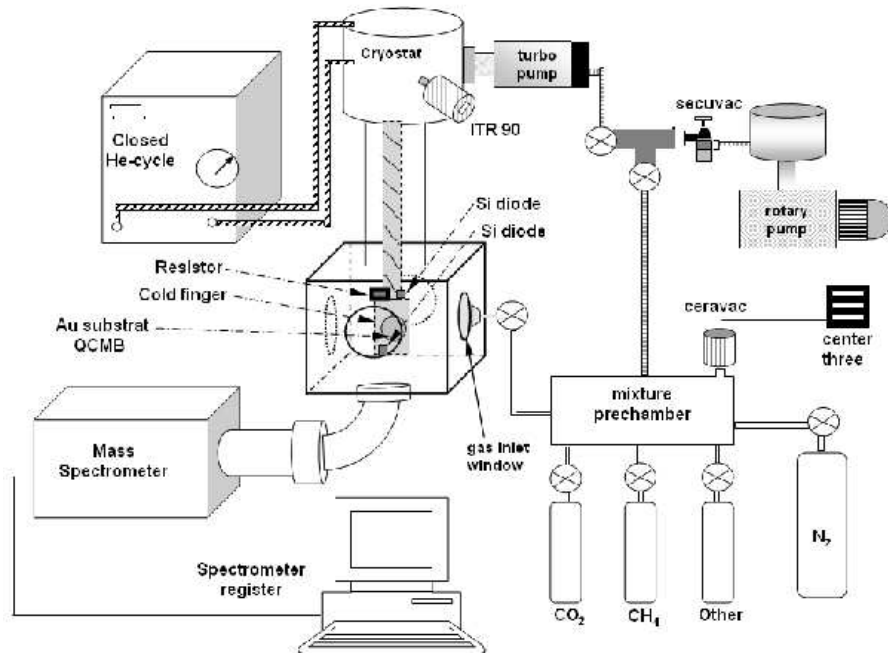 Cryostat
turbo
pump
secuvac
Closed
He-cycle
ITR 90
Si diode
Si diode
rotary
pump
Resistor
Cold finger
Au substrat
QCMB
ceravac
center
three
mixture
prechamber
Mass
Spectrometer
gas inlet
window
N₂
Spectrometer
register
CO₂
CH₄
Other